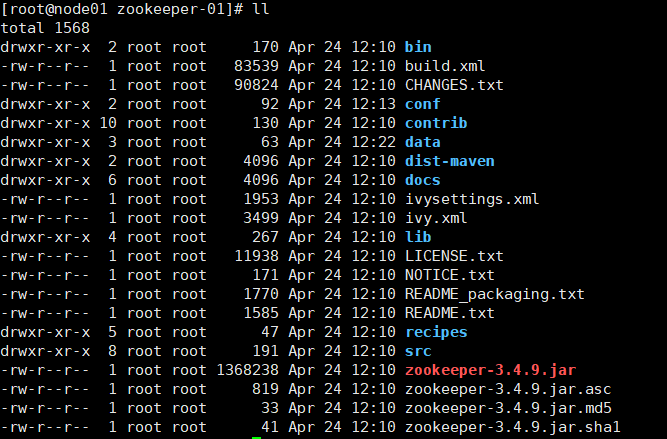 [root@node01 zookeeper-01]# ll
total 1568
drwxr-xr-x  2 root root     170 Apr 24 12:10 bin
-rw-r--r--  1 root root   83539 Apr 24 12:10 build.xml
-rw-r--r--  1 root root   90824 Apr 24 12:10 CHANGES.txt
drwxr-xr-x  2 root root      92 Apr 24 12:13 conf
drwxr-xr-x 10 root root     130 Apr 24 12:10 contrib
drwxr-xr-x  3 root root      63 Apr 24 12:22 data
drwxr-xr-x  2 root root    4096 Apr 24 12:10 dist-maven
drwxr-xr-x  6 root root    4096 Apr 24 12:10 docs
-rw-r--r--  1 root root    1953 Apr 24 12:10 ivysettings.xml
-rw-r--r--  1 root root    3499 Apr 24 12:10 ivy.xml
drwxr-xr-x  4 root root     267 Apr 24 12:10 lib
-rw-r--r--  1 root root   11938 Apr 24 12:10 LICENSE.txt
-rw-r--r--  1 root root     171 Apr 24 12:10 NOTICE.txt
-rw-r--r--  1 root root    1770 Apr 24 12:10 README_packaging.txt
-rw-r--r--  1 root root    1585 Apr 24 12:10 README.txt
drwxr-xr-x  5 root root      47 Apr 24 12:10 recipes
drwxr-xr-x  8 root root     191 Apr 24 12:10 src
-rw-r--r--  1 root root 1368238 Apr 24 12:10 zookeeper-3.4.9.jar
-rw-r--r--  1 root root     819 Apr 24 12:10 zookeeper-3.4.9.jar.asc
-rw-r--r--  1 root root      33 Apr 24 12:10 zookeeper-3.4.9.jar.md5
-rw-r--r--  1 root root      41 Apr 24 12:10 zookeeper-3.4.9.jar.sha1